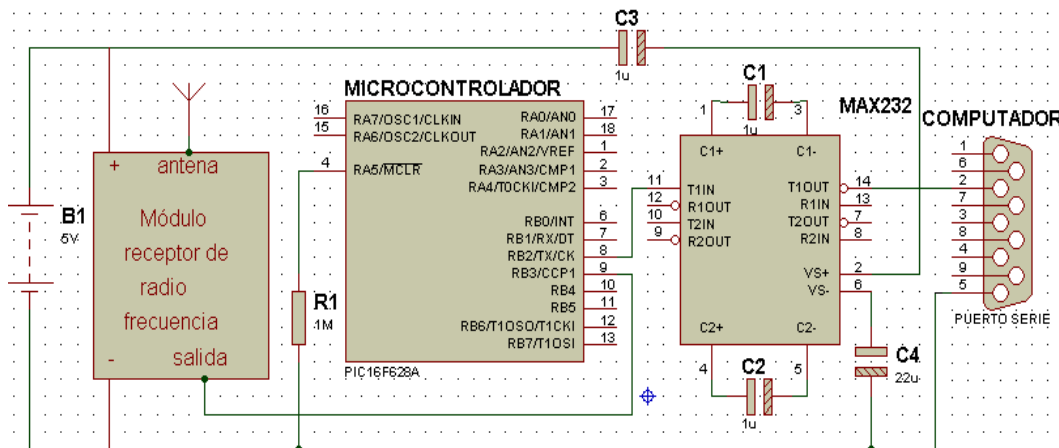 C3
1u
B1
5V
+
antena
Módulo
receptor de
radio
frecuencia
salida
-
R1
1M
MICROCONTROLADOR
16
RA7/OSC1/CLKIN
15
RA6/OSC2/CLKOUT
4
RA5/MCLR
RA0/AN0
17
RA1/AN1
18
RA2/AN2/VREF
1
RA3/AN3/CMP1
2
RA4/T0CKI/CMP2
3
RB0/INT
6
RB1/RX/DT
7
RB2/TX/CK
8
RB3/CCP1
9
RB4
10
RB5
11
RB6/T1OSO/T1CKI
12
RB7/T1OSI
13
PIC16F628A
C1
1u
1
3
MAX232
C1+
C1-
11
T1IN
12
R1OUT
10
T2IN
9
R2OUT
T1OUT
14
R1IN
13
T2OUT
7
R2IN
8
VS+
2
VS-
6
C2+
C2-
4
5
C2
1u
C4
22u
COMPUTADOR
1
6
2
7
3
8
4
9
5
PUERTO SERIE